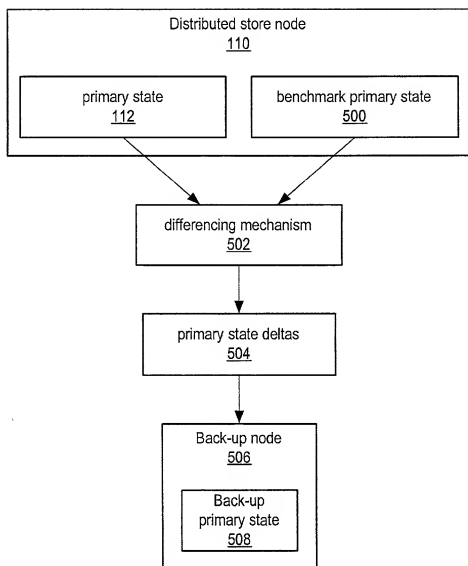 Distributed store node
110
primary state
112
benchmark primary state
500
differencing mechanism
502
primary state deltas
504
Back-up node
506
Back-up
primary state
508